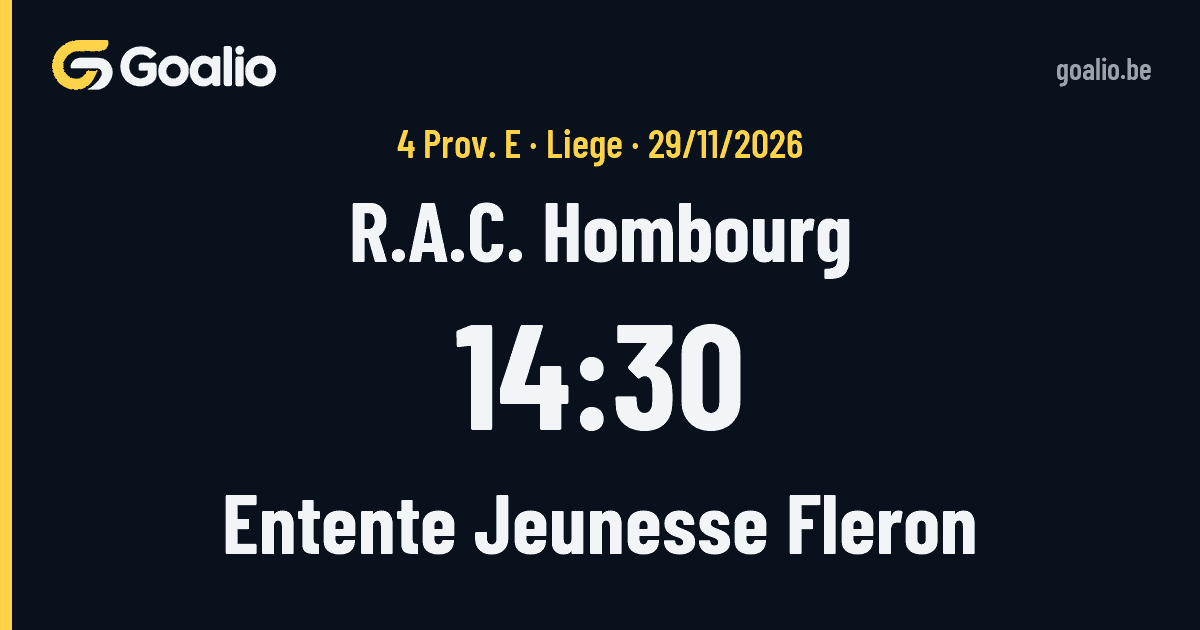 Goalio
goalio.be
4 Prov. E · Liege · 29/11/2026
R.A.C. Hombourg
14:30
Entente Jeunesse Fleron